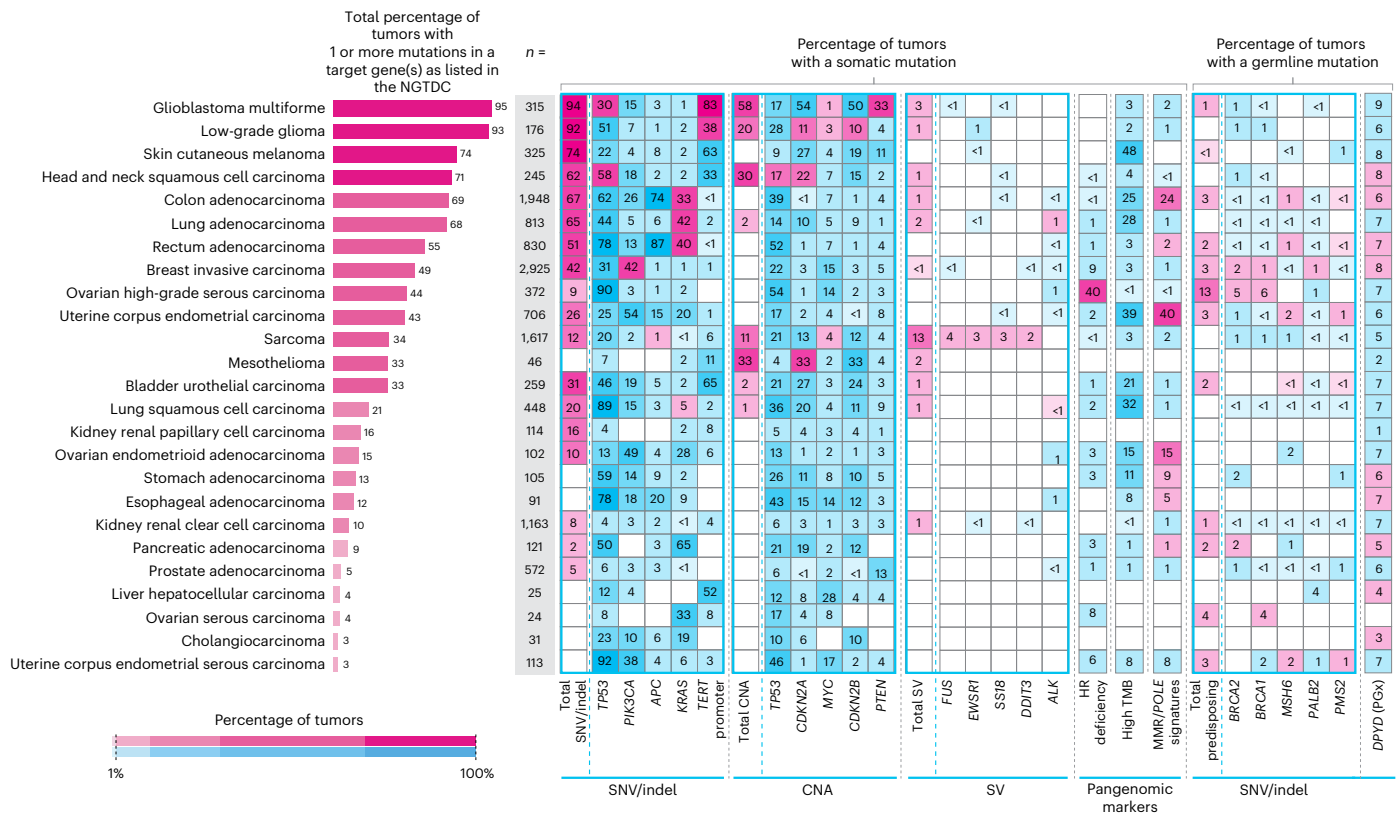 Total percentage of
tumors with
1 or more mutations in a
target gene(s) as listed in
the NGTDC
n =
Percentage of tumors
with a somatic mutation
Percentage of tumors
with a germline mutation
Glioblastoma multiforme 95 315 94 30 15 3 1 83 58 17 54 1 50 33 3 <1 <1 3 2 1 1 <1 <1 9
Low-grade glioma 93 176 92 51 7 1 2 38 20 28 11 3 10 4 1 1 2 1 1 1 6
Skin cutaneous melanoma 74 325 74 22 4 8 2 63 9 27 4 19 11 <1 48 <1 <1 1 8
Head and neck squamous cell carcinoma 71 245 62 58 18 2 2 33 30 17 22 7 15 2 1 <1 <1 4 <1 1 <1 8
Colon adenocarcinoma 69 1,948 67 62 26 74 33 <1 39 <1 7 1 4 1 <1 <1 <1 25 24 3 <1 <1 1 <1 <1 6
Lung adenocarcinoma 68 813 65 44 5 6 42 2 2 14 10 5 9 1 2 <1 1 1 28 1 <1 <1 <1 <1 7
Rectum adenocarcinoma 55 830 51 78 13 87 40 <1 52 1 7 1 4 <1 1 3 2 2 <1 <1 1 <1 <1 7
Breast invasive carcinoma 49 2,925 42 31 42 1 1 1 22 3 15 3 5 <1 <1 <1 <1 9 3 1 3 2 1 <1 1 <1 8
Ovarian high-grade serous carcinoma 44 372 9 90 3 1 2 54 1 14 2 3 1 40 <1 <1 13 5 6 1 7
Uterine corpus endometrial carcinoma 43 706 26 25 54 15 20 1 17 2 4 <1 8 <1 <1 2 39 40 3 1 <1 2 <1 1 6
Sarcoma 34 1,617 12 20 2 1 <1 6 11 21 13 4 12 4 13 4 3 3 2 <1 3 2 1 1 1 <1 <1 5
Mesothelioma 33 46 7 2 11 33 4 33 2 33 4 2 2
Bladder urothelial carcinoma 33 259 31 46 19 5 2 65 2 21 27 3 24 3 1 1 21 1 2 <1 <1 <1 7
Lung squamous cell carcinoma 21 448 20 89 15 3 5 2 1 36 20 4 11 9 1 <1 2 32 1 <1 <1 <1 <1 <1 7
Kidney renal papillary cell carcinoma 16 114 16 4 2 8 5 4 3 4 1 1
Ovarian endometrioid adenocarcinoma 15 102 10 13 49 4 28 6 13 1 2 1 3 1 3 15 15 2 7
Stomach adenocarcinoma 13 105 59 14 9 2 26 11 8 10 5 3 11 9 2 1 6
Esophageal adenocarcinoma 12 91 78 18 20 9 43 15 14 12 3 1 8 5 7
Kidney renal clear cell carcinoma 10 1,163 8 4 3 2 <1 4 6 3 1 3 3 1 <1 <1 <1 1 1 <1 <1 <1 <1 <1 7
Pancreatic adenocarcinoma 9 121 2 50 3 65 21 19 2 12 3 1 1 2 2 1 5
Prostate adenocarcinoma 5 572 5 6 3 3 <1 6 <1 2 <1 13 <1 1 1 1 1 <1 <1 <1 1 6
Liver hepatocellular carcinoma 4 25 12 4 52 12 8 28 4 4 4 4
Ovarian serous carcinoma 4 24 8 33 8 17 4 8 8 4 4
Cholangiocarcinoma 3 31 23 10 6 19 10 6 10 3
Uterine corpus endometrial serous carcinoma 3 113 92 38 4 6 3 46 1 17 2 4 6 8 8 3 2 2 1 1 7
Total
SNV/indel
TP53
PIK3CA
APC
KRAS
TERT
promoter
Total CNA
TP53
CDKN2A
MYC
CDKN2B
PTEN
Total SV
FUS
EWSR1
SS18
DDIT3
ALK
HR
deficiency
High TMB
MMR/POLE
signatures
Total
predisposing
BRCA2
BRCA1
MSH6
PALB2
PMS2
DPYD (PGx)
Percentage of tumors
1% 100%
SNV/indel
CNA
SV
Pangenomic
markers
SNV/indel